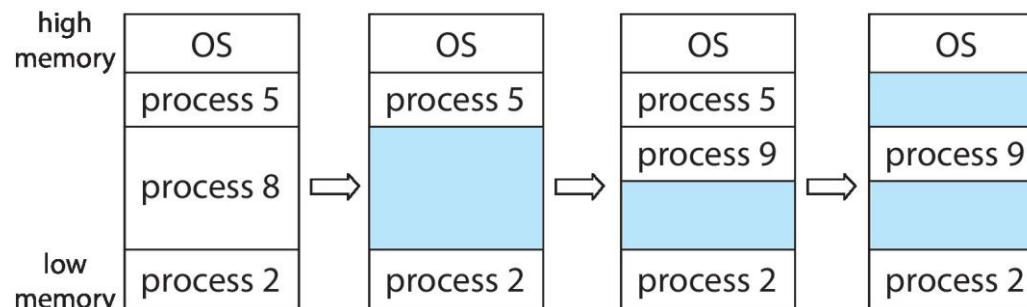 high
memory
OS
process 5
process 8
process 2
low
memory
OS
process 5
process 2
OS
process 5
process 9
process 2
OS
process 9
process 2